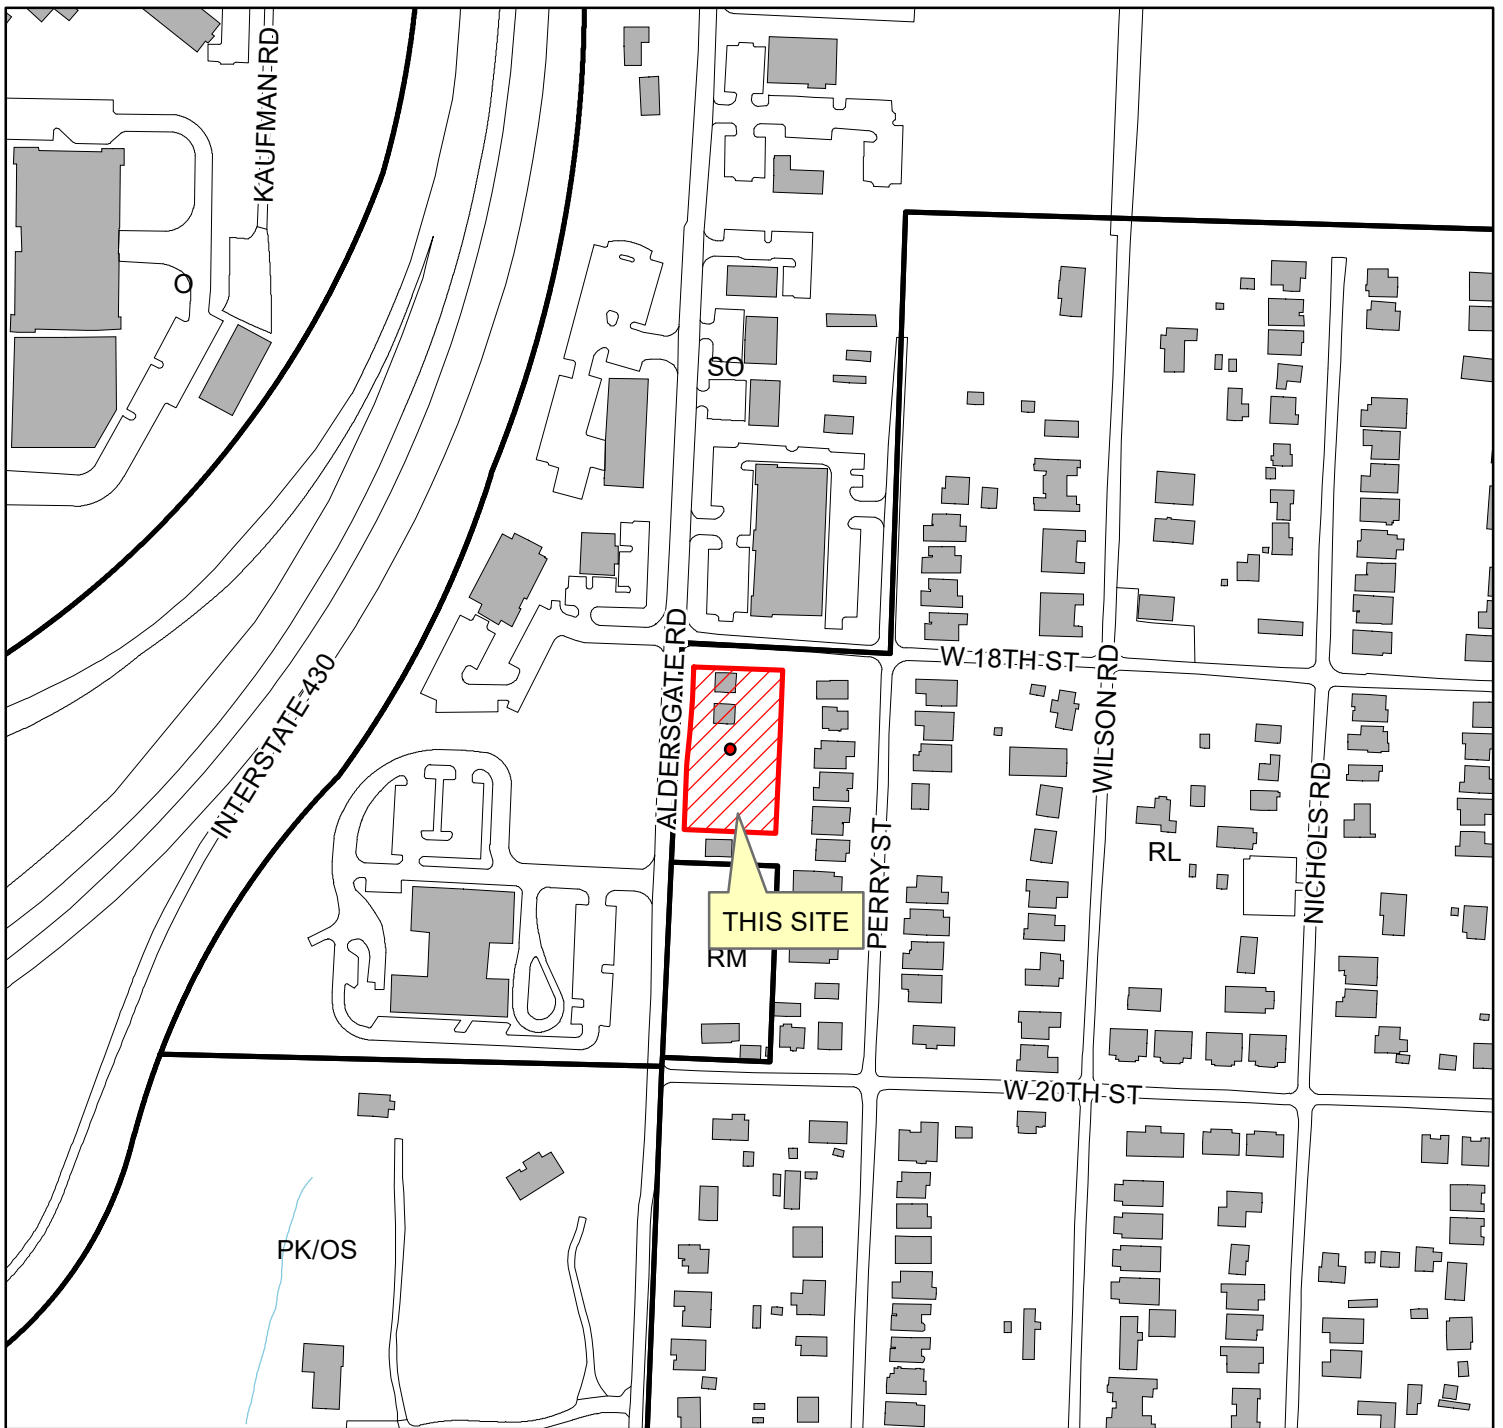 KAUFMAN RD
O
SO
W 18TH ST
ALDERSGATE RD
WILSON RD
INTERSTATE 430
NICHOLS RD
PERRY ST
RL
THIS SITE
RM
W 20TH ST
PK/OS